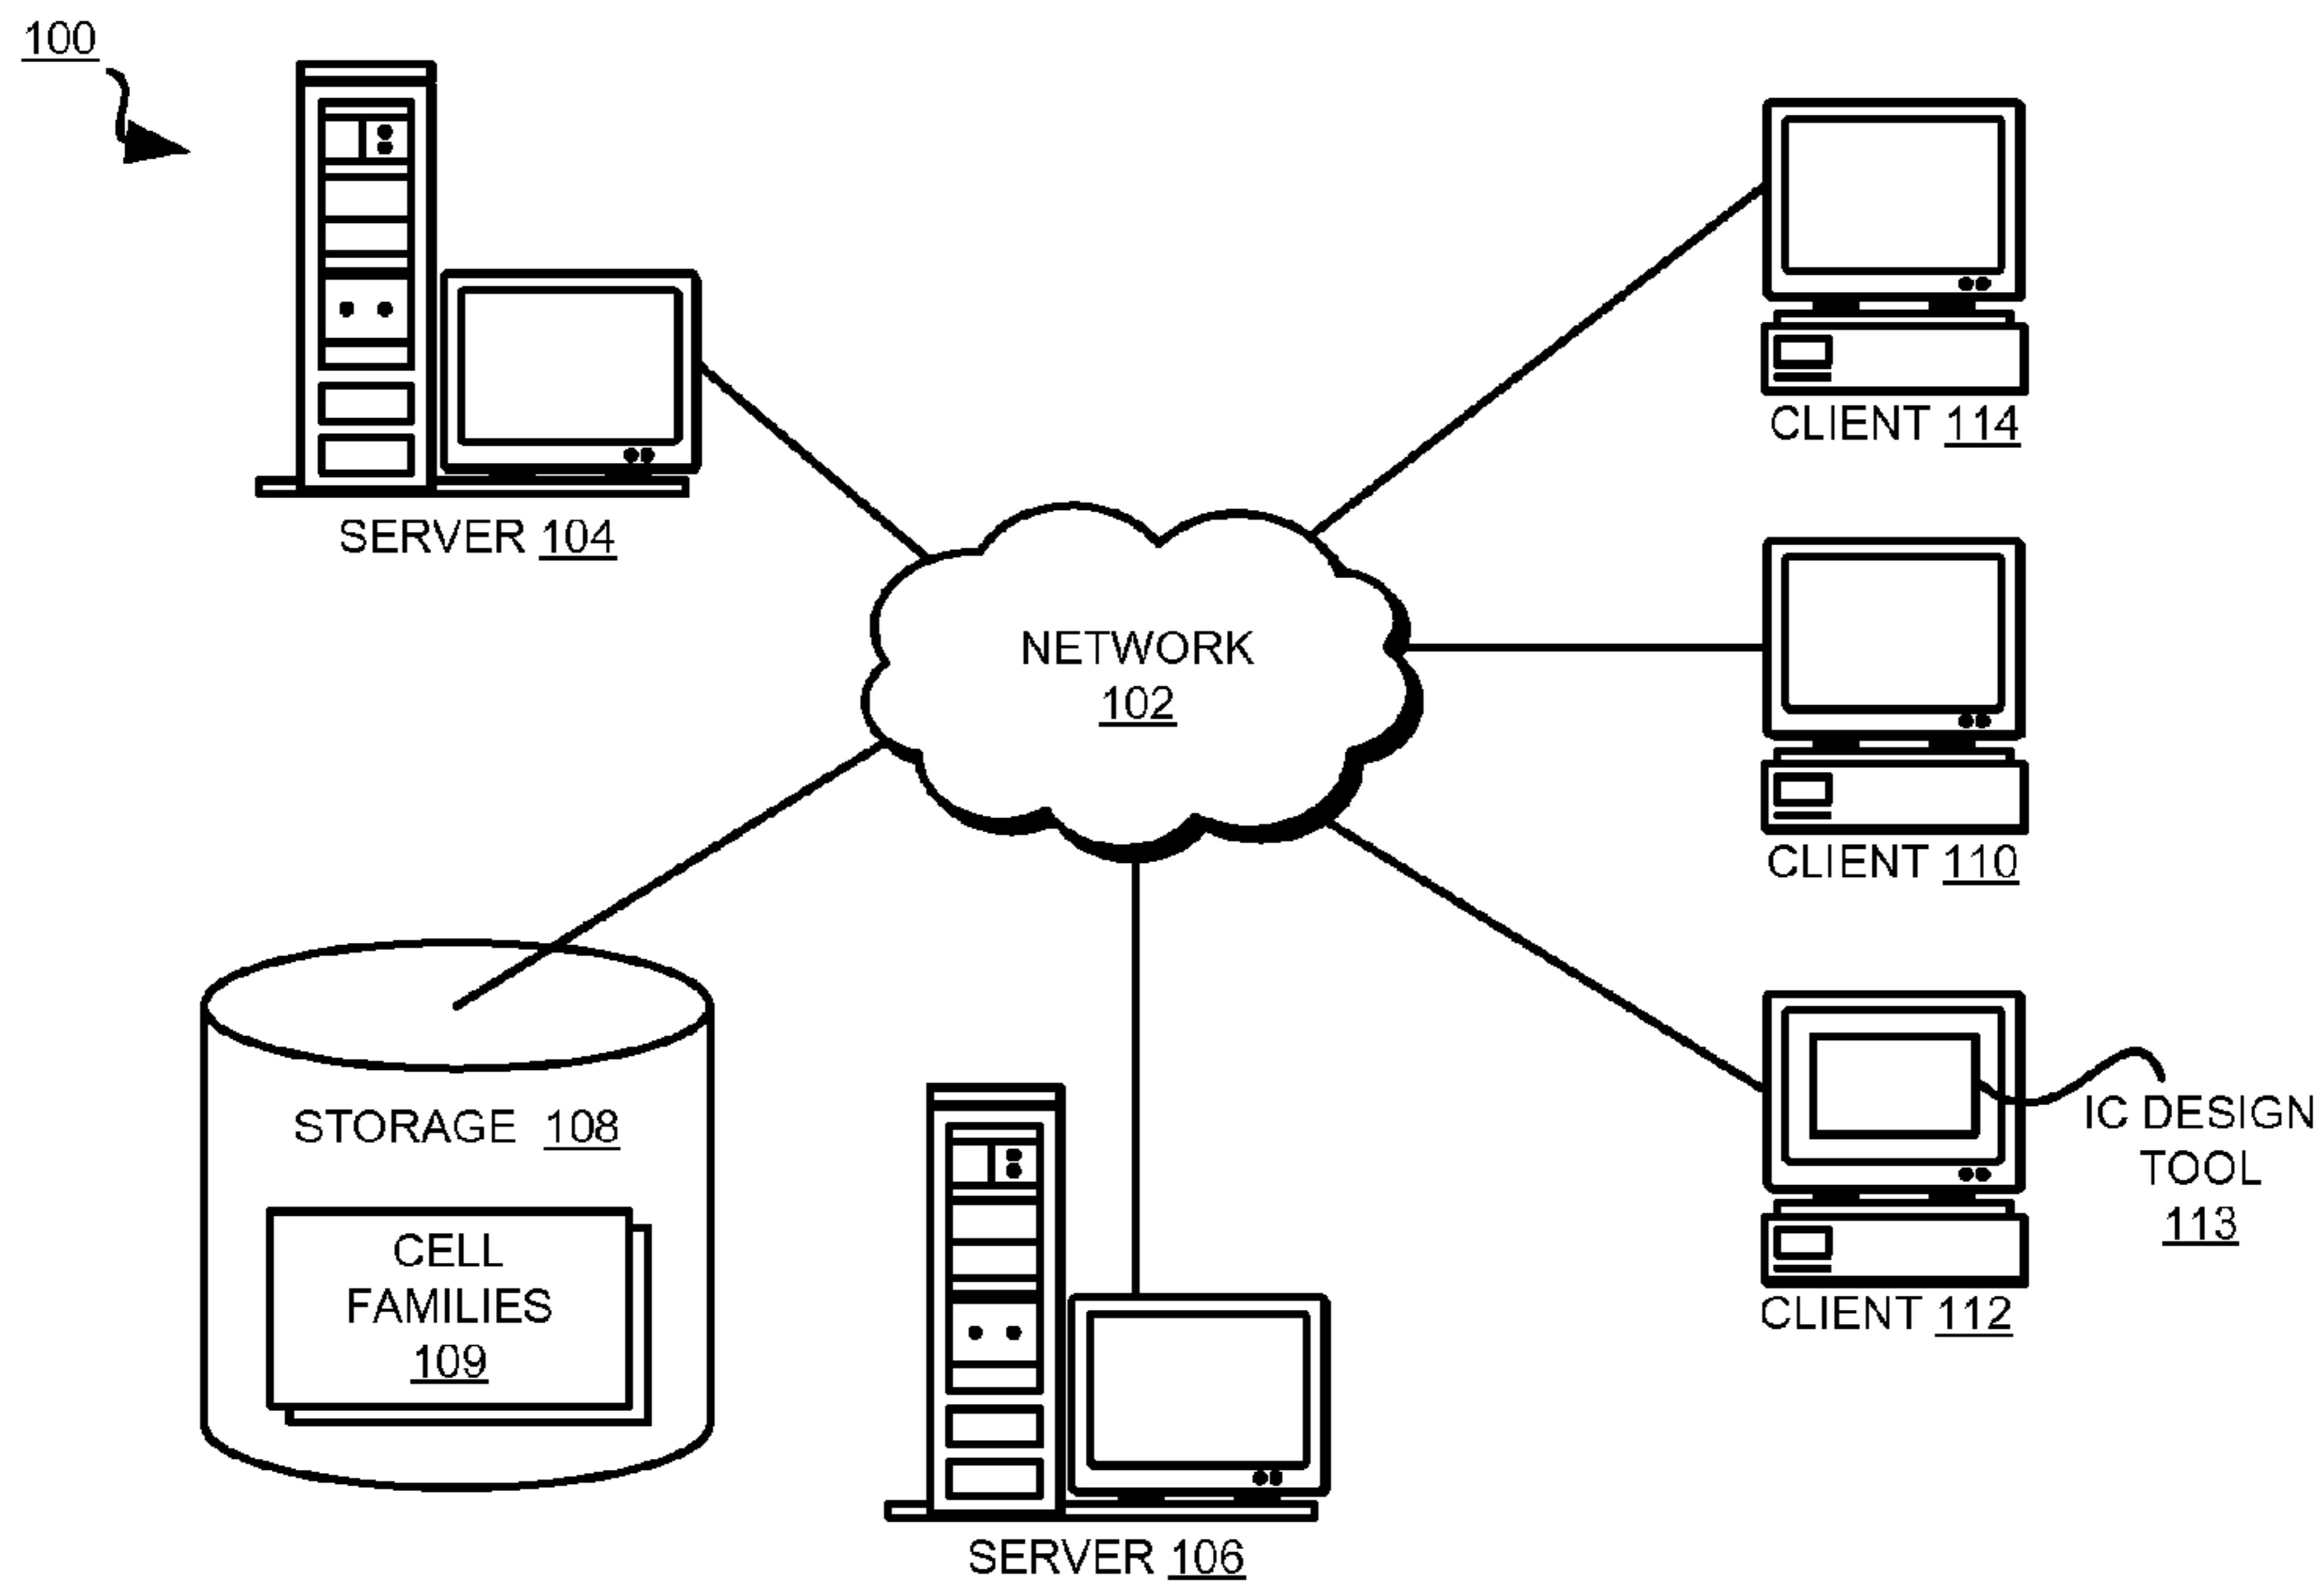 100
SERVER 104
CLIENT 114
NETWORK
102
CLIENT 110
STORAGE 108
CELL
FAMILIES
109
IC DESIGN
TOOL
113
CLIENT 112
SERVER 106